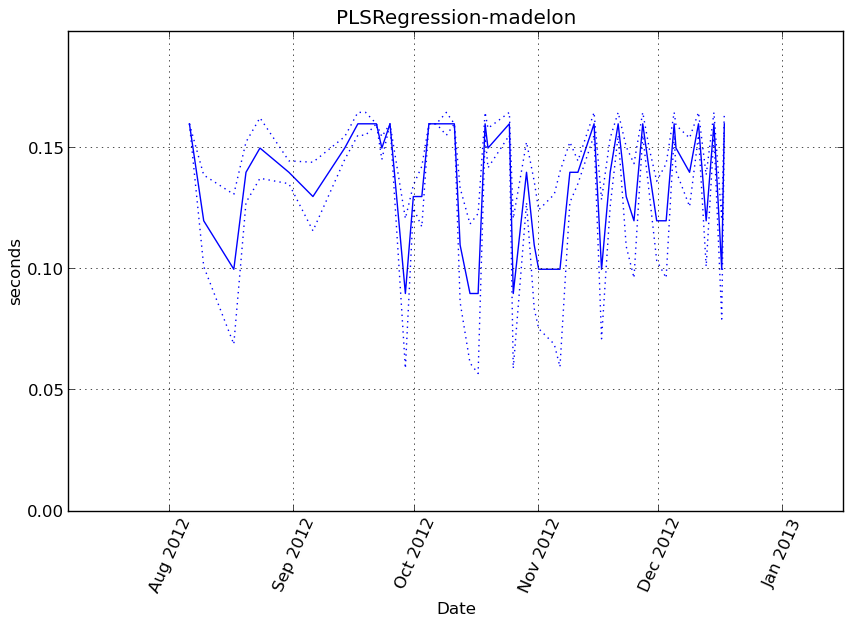 PLSRegression-madelon
0.15
0.10
0.05
0.00
seconds
Aug 2012
Sep 2012
Oct 2012
Nov 2012
Dec 2012
Jan 2013
Date